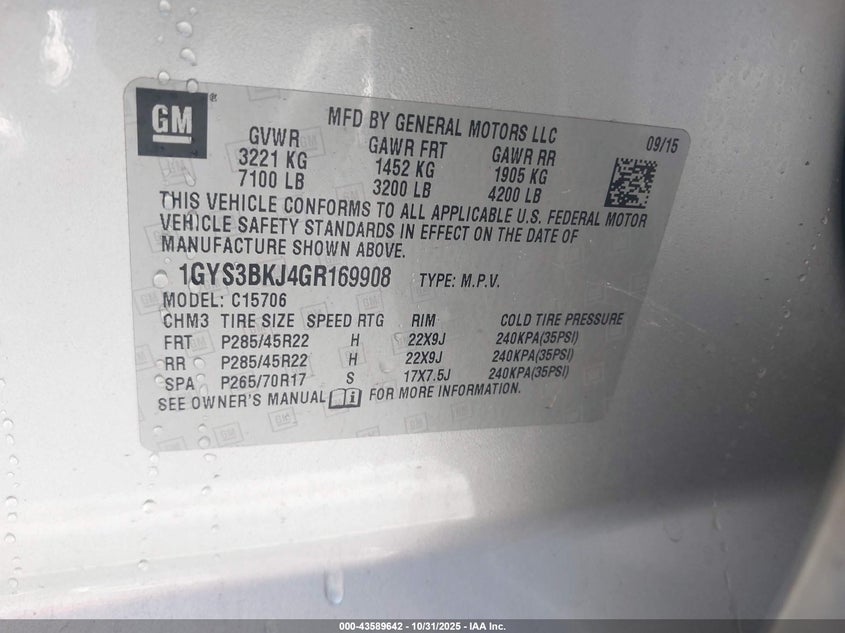 GM®
MFD BY GENERAL MOTORS LLC 09/15
GVWR GAWR FRT GAWR RR
3221 KG 1452 KG 1905 KG
7100 LB 3200 LB 4200 LB
THIS VEHICLE CONFORMS TO ALL APPLICABLE U.S. FEDERAL MOTOR
VEHICLE SAFETY STANDARDS IN EFFECT ON THE DATE OF
MANUFACTURE SHOWN ABOVE.
1GYS3BKJ4GR169908 TYPE: M.P.V.
MODEL: C15706
CHM3 TIRE SIZE SPEED RTG RIM COLD TIRE PRESSURE
FRT P285/45R22 H 22X9J 240KPA(35PSI)
RR P285/45R22 H 22X9J 240KPA(35PSI)
SPA P265/70R17 S 17X7.5J 240KPA(35PSI)
SEE OWNER'S MANUAL FOR MORE INFORMATION.
000-43589642 - 10/31/2025 - IAA Inc.